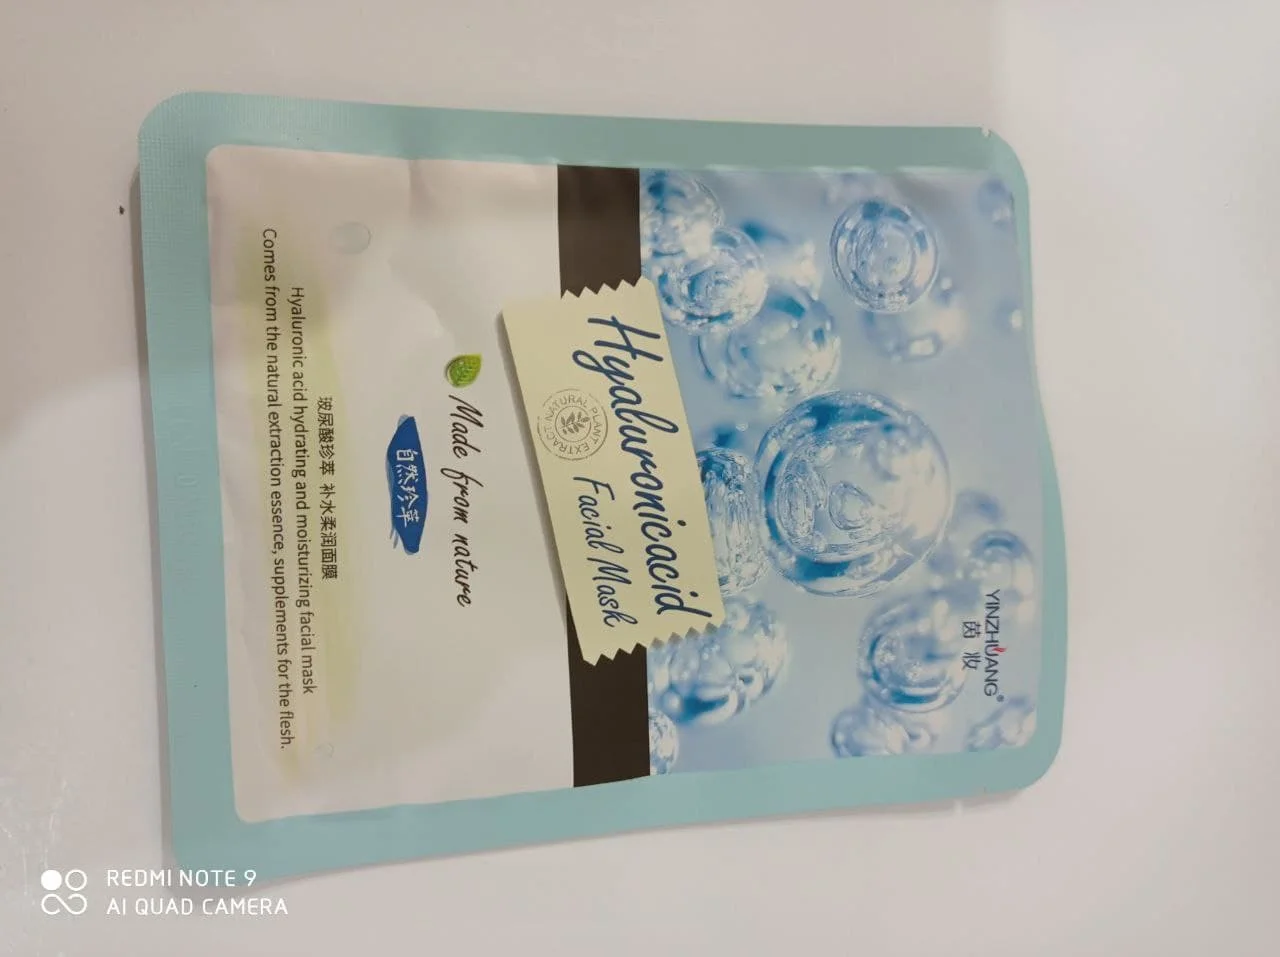 YINZHUANG®
茵妆
Hyaluronicacid
Facial Mask
NATURAL PLANT EXTRACT
Made from nature
自然珍萃
玻尿酸珍萃 补水柔润面膜
Hyaluronic acid hydrating and moisturizing facial mask
Comes from the natural extraction essence, supplements for the flesh.
REDMI NOTE 9
AI QUAD CAMERA